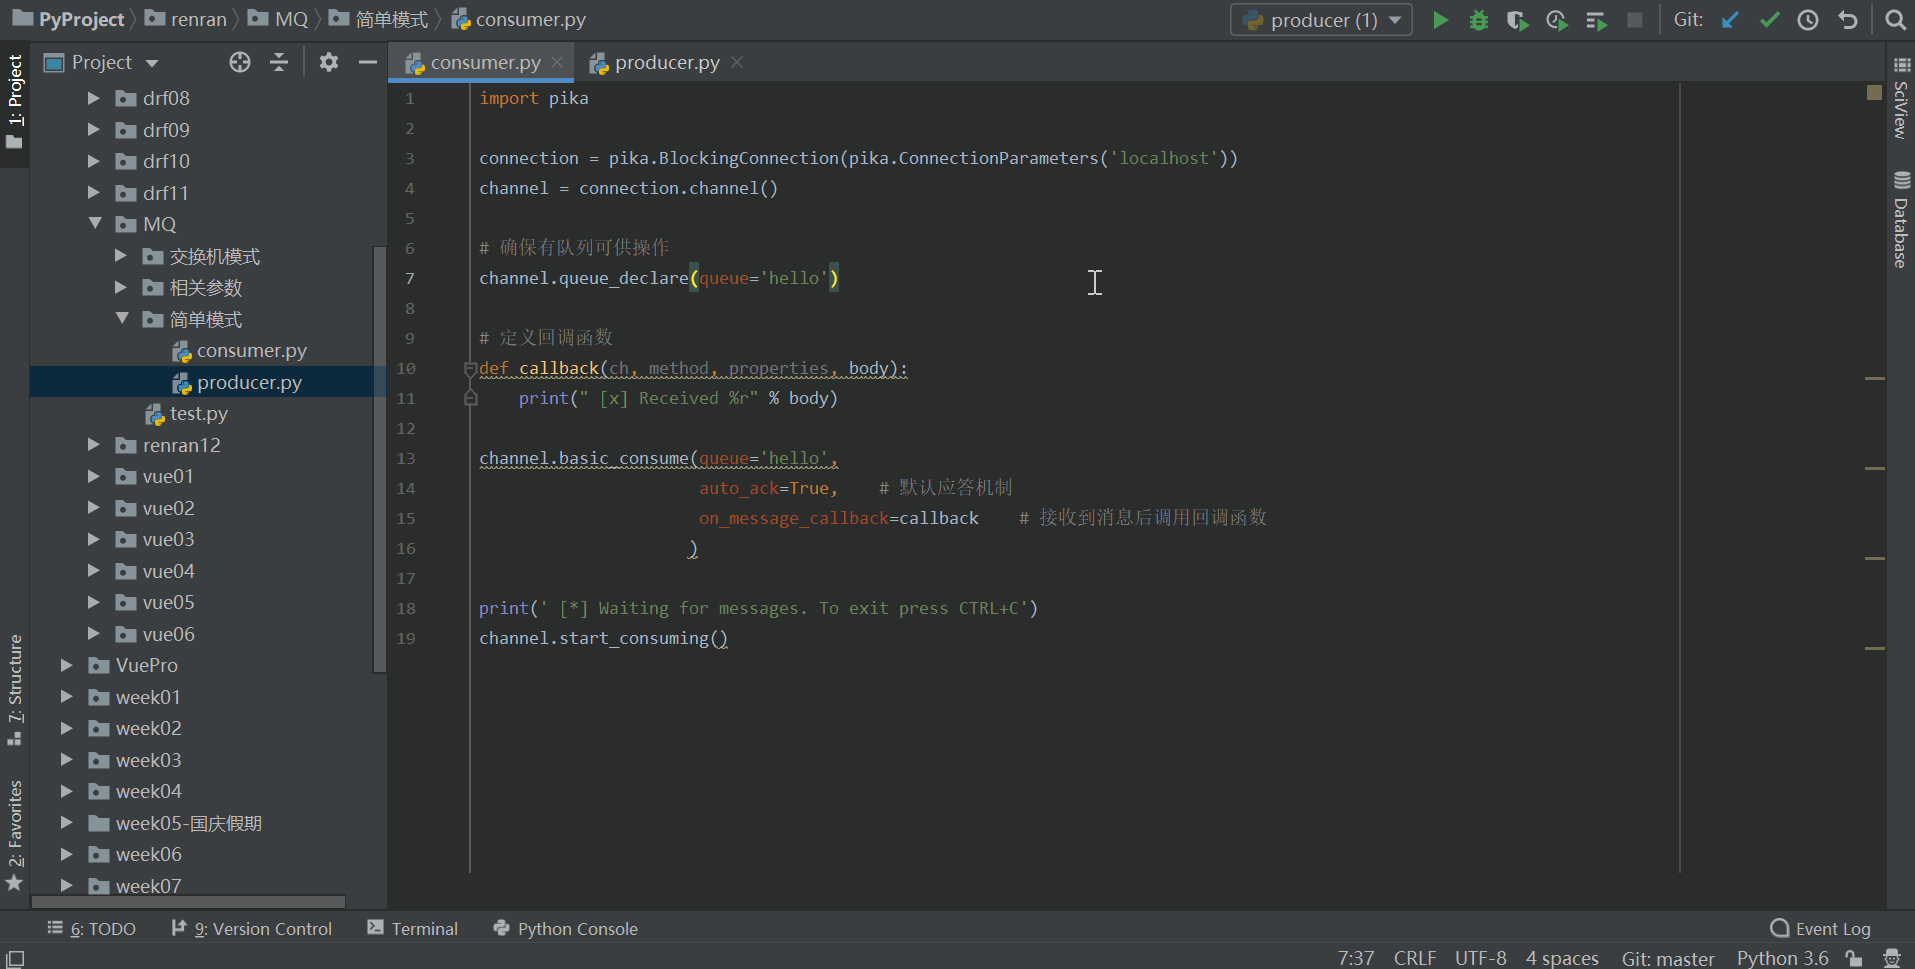 PyProject renran MQ 简单模式 consumer.py
producer (1)
Git:
1: Project
7: Structure
2: Favorites
Project
drf08
drf09
drf10
drf11
MQ
交换机模式
相关参数
简单模式
consumer.py
producer.py
test.py
renran12
vue01
vue02
vue03
vue04
vue05
vue06
VuePro
week01
week02
week03
week04
week05-国庆假期
week06
week07
consumer.py
producer.py
1 import pika
2
3 connection = pika.BlockingConnection(pika.ConnectionParameters('localhost'))
4 channel = connection.channel()
5
6 # 确保有队列可供操作
7 channel.queue_declare(queue='hello')
8
9 # 定义回调函数
10 def callback(ch, method, properties, body):
11     print(" [x] Received %r" % body)
12
13 channel.basic_consume(queue='hello',
14                       auto_ack=True,    # 默认应答机制
15                       on_message_callback=callback    # 接收到消息后调用回调函数
16                      )
17
18 print(' [*] Waiting for messages. To exit press CTRL+C')
19 channel.start_consuming()
SciView
Database
6: TODO
9: Version Control
Terminal
Python Console
Event Log
7:37 CRLF UTF-8 4 spaces Git: master Python 3.6